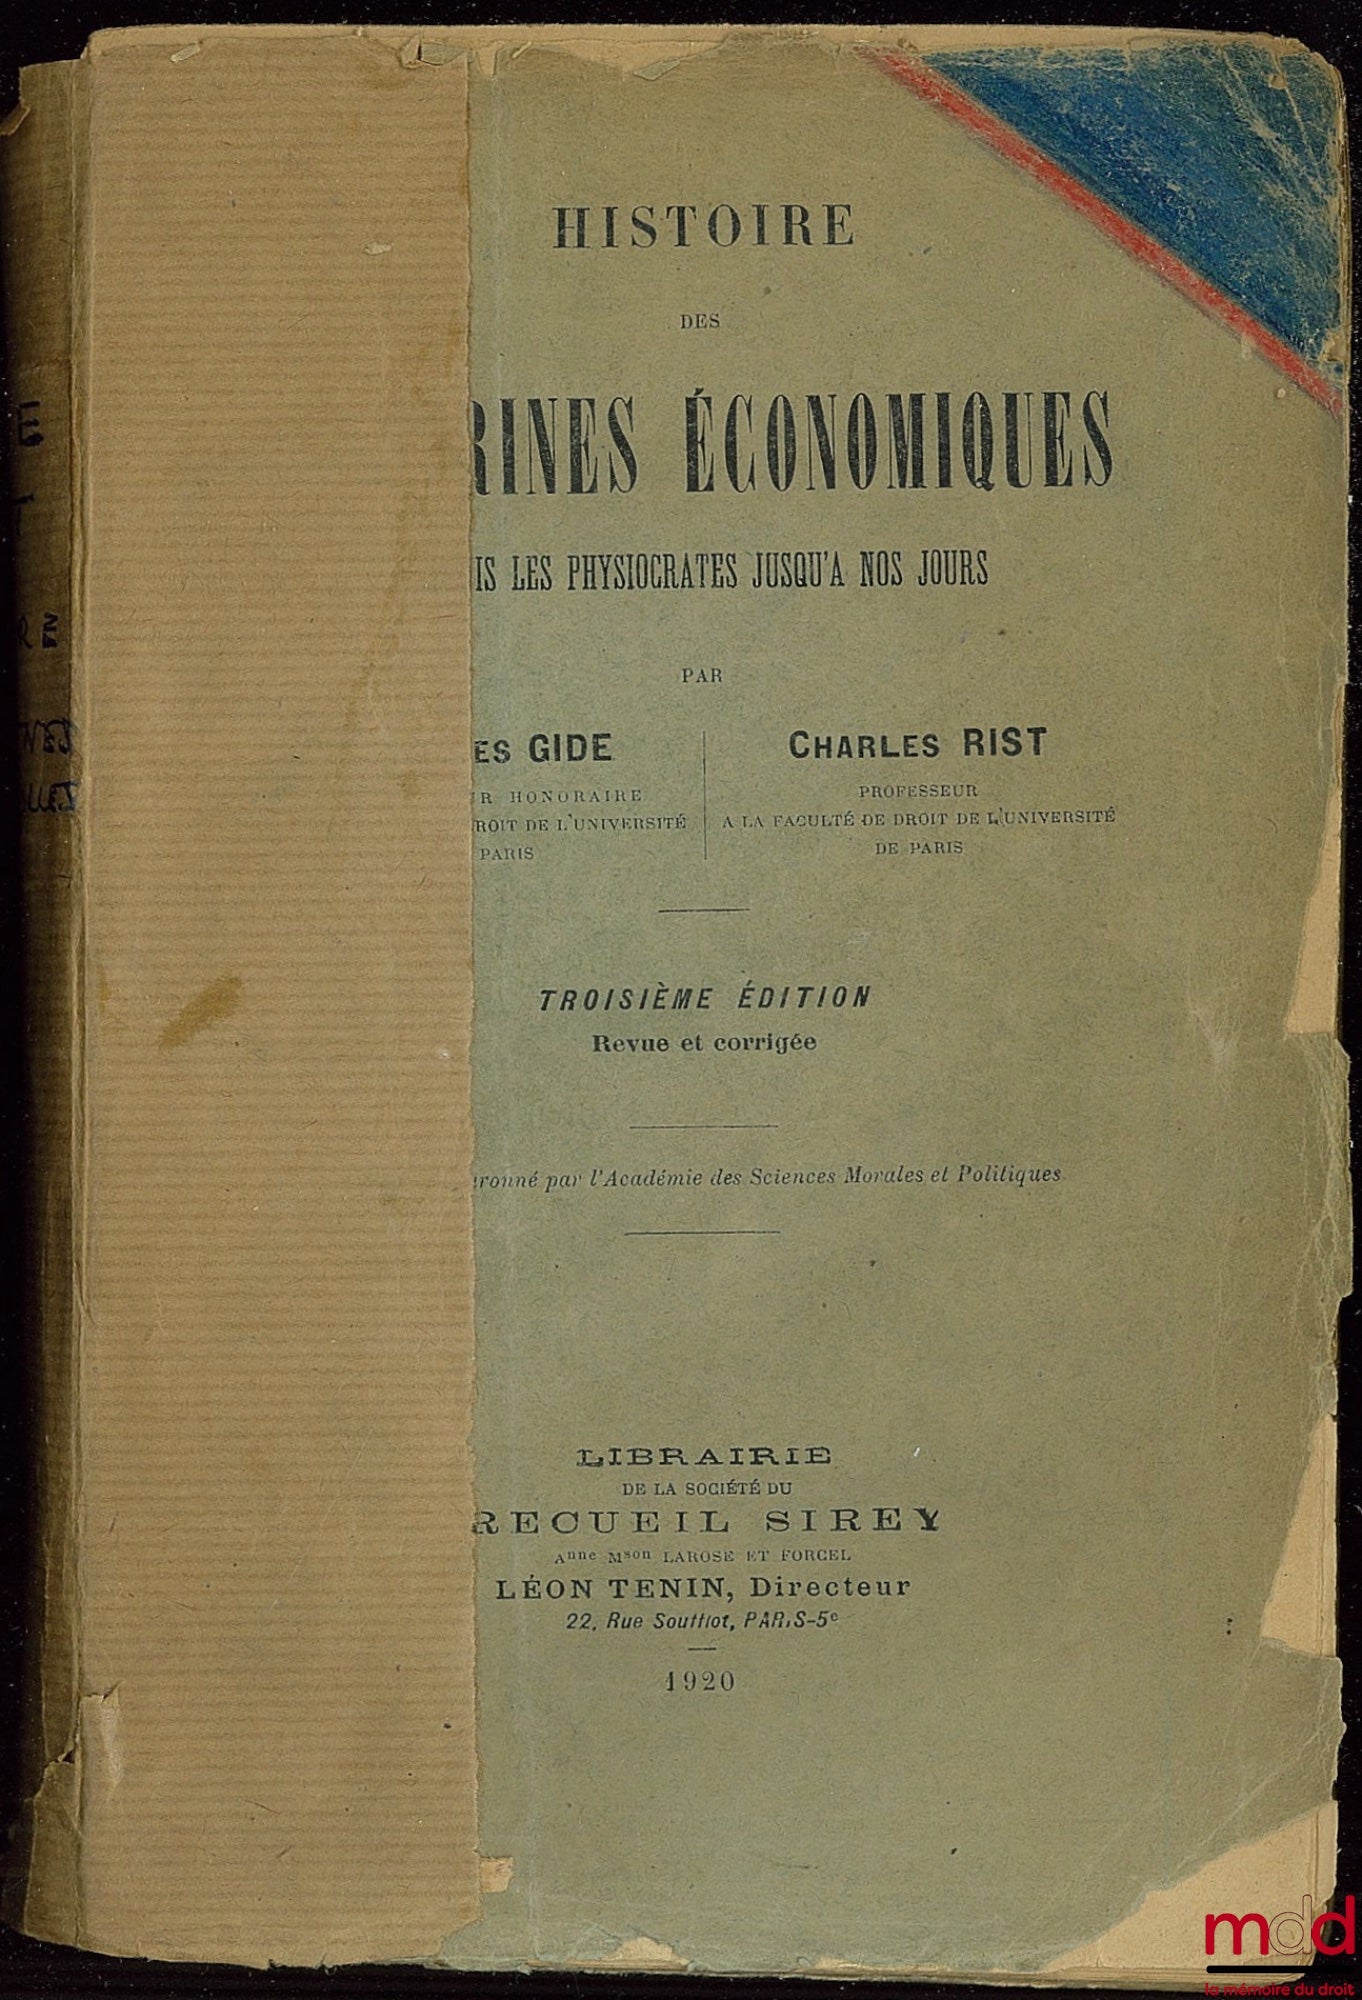 HISTOIRE
DES
RINES ÉCONOMIQUES
IS LES PHYSIOCRATES JUSQU'A NOS JOURS
PAR
ES GIDE
R HONORAIRE
ROIT DE L'UNIVERSITÉ
PARIS
CHARLES RIST
PROFESSEUR
A LA FACULTÉ DE DROIT DE L'UNIVERSITÉ
DE PARIS
TROISIÈME ÉDITION
Revue et corrigée
ronné par l'Académie des Sciences Morales et Politiques
LIBRAIRIE
DE LA SOCIÉTÉ DU
RECUEIL SIREY
Anne Mson LAROSE ET FORCEL
LÉON TENIN, Directeur
22, Rue Soufflot, PARIS-5e
1920
mdd
la mémoire du droit